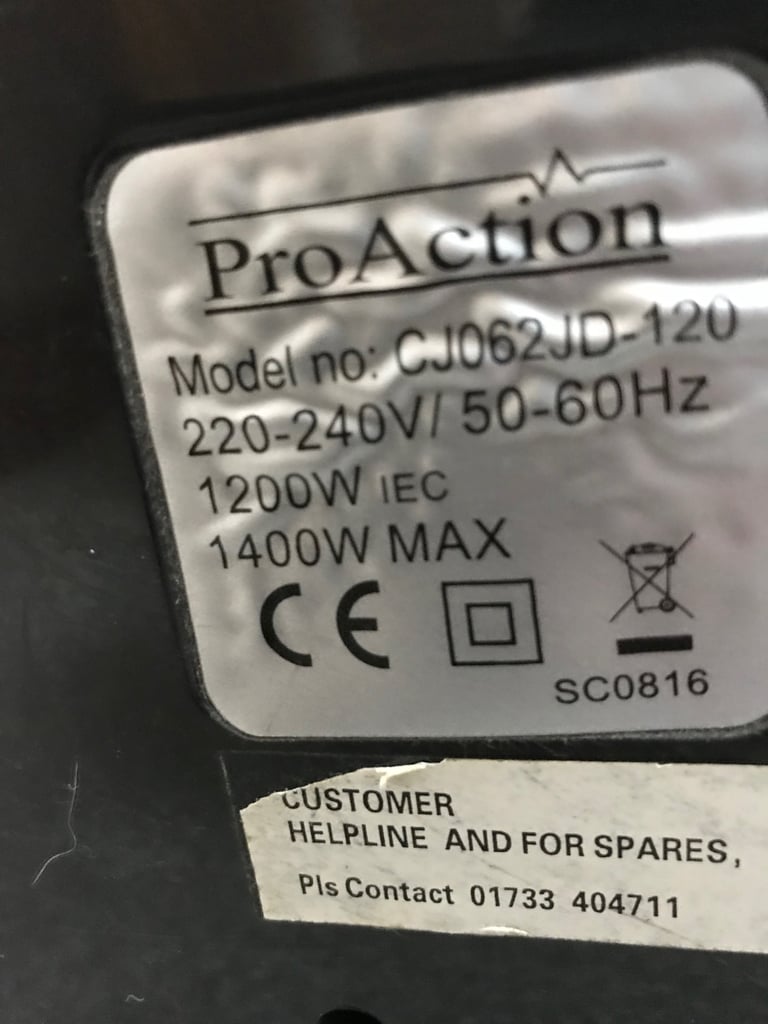 ProAction
Model no: CJ062JD-120
220-240V/ 50-60Hz
1200W IEC
1400W MAX
CE
SC0816
CUSTOMER
HELPLINE AND FOR SPARES,
Pls Contact 01733 404711